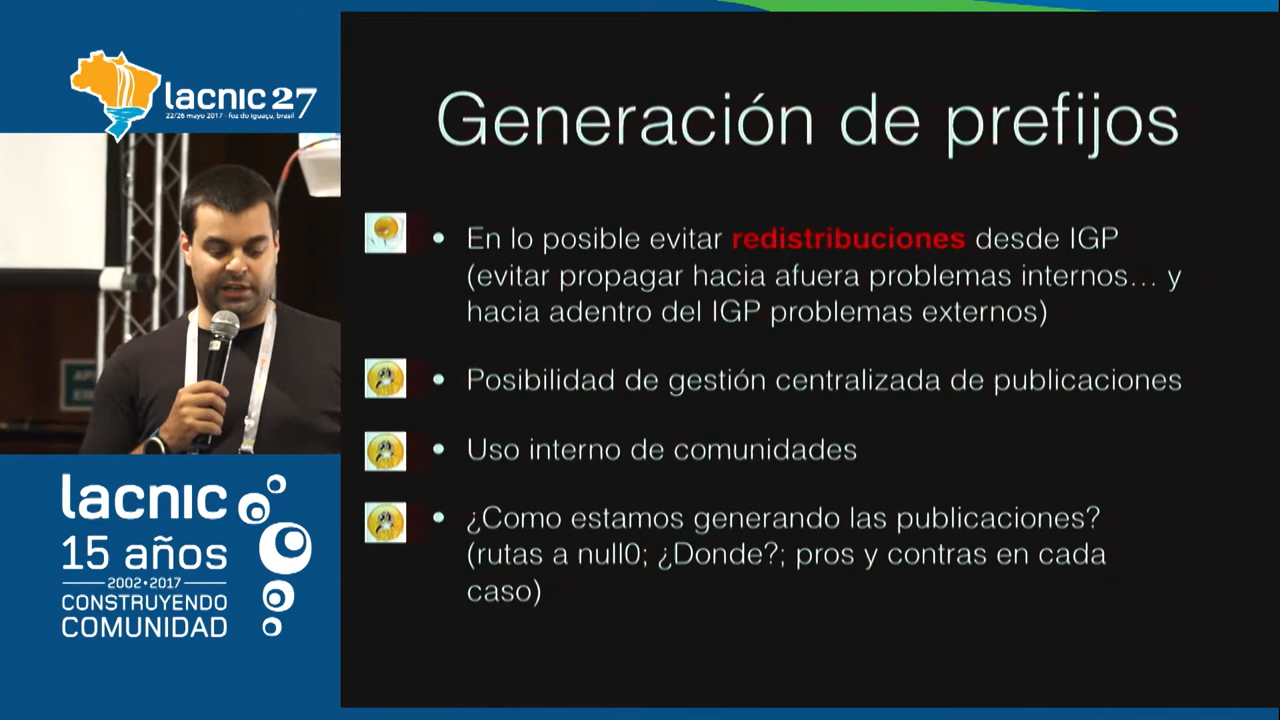 lacnic 27
22/26 mayo 2017 - foz do iguaçu, brasil
Generación de prefijos
• En lo posible evitar redistribuciones desde IGP
(evitar propagar hacia afuera problemas internos... y
hacia adentro del IGP problemas externos)
• Posibilidad de gestión centralizada de publicaciones
• Uso interno de comunidades
• ¿Como estamos generando las publicaciones?
(rutas a null0; ¿Donde?; pros y contras en cada
caso)
lacnic
15 años
2002•2017
CONSTRUYENDO
COMUNIDAD